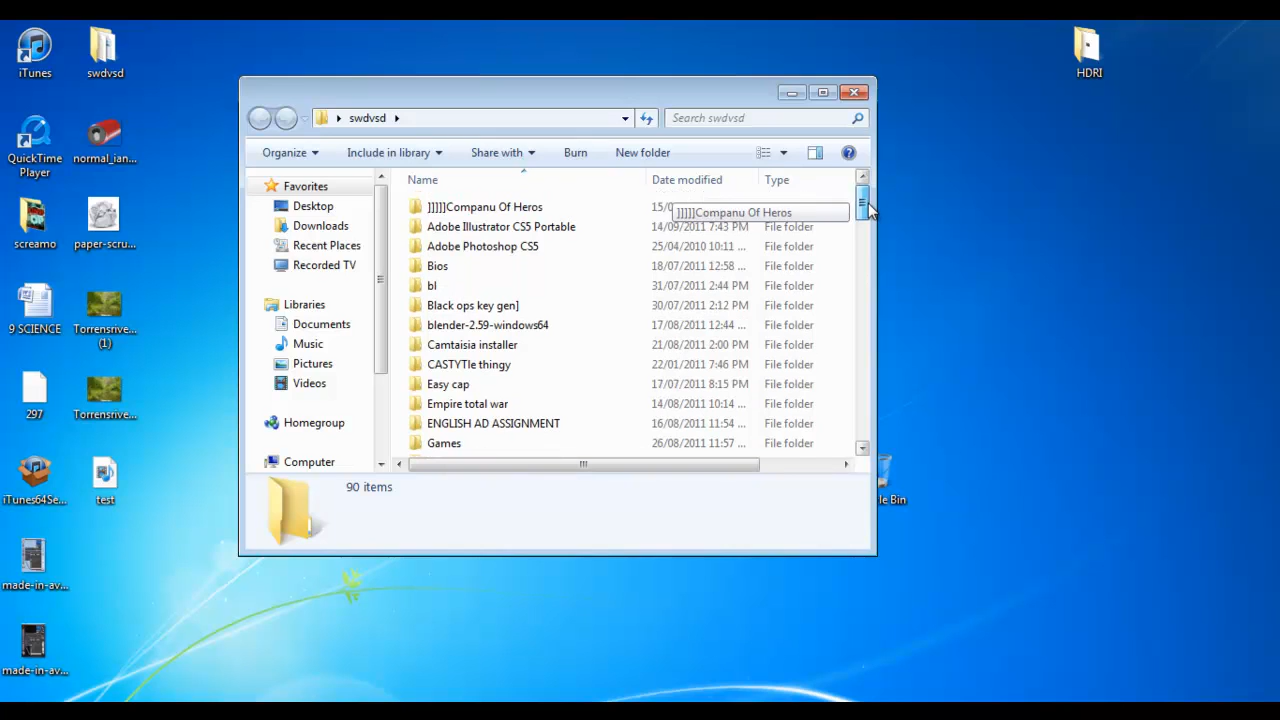 iTunes
swdvsd
HDRI
swdvsd
Search swdvsd
Organize
Include in library
Share with
Burn
New folder
Name
Date modified
Type
Favorites
Desktop
Downloads
Recent Places
Recorded TV
Libraries
Documents
Music
Pictures
Videos
Homegroup
Computer
]]]]]Companu Of Heros 15/0
]]]]]Companu Of Heros
Adobe Illustrator CS5 Portable 14/09/2011 7:43 PM File folder
Adobe Photoshop CS5 25/04/2010 10:11 ... File folder
Bios 18/07/2011 12:58 ... File folder
bl 31/07/2011 2:44 PM File folder
Black ops key gen] 30/07/2011 2:12 PM File folder
blender-2.59-windows64 17/08/2011 12:44 ... File folder
Camtaisia installer 21/08/2011 2:00 PM File folder
CASTYTle thingy 22/01/2011 7:46 PM File folder
Easy cap 17/07/2011 8:15 PM File folder
Empire total war 14/08/2011 10:14 ... File folder
ENGLISH AD ASSIGNMENT 16/08/2011 11:54 ... File folder
Games 26/08/2011 11:57 ... File folder
90 items
QuickTime
Player
normal_ian...
screamo
paper-scru...
9 SCIENCE
Torrensrive...
(1)
297
Torrensrive...
iTunes64Se...
test
made-in-av...
made-in-av...
le Bin